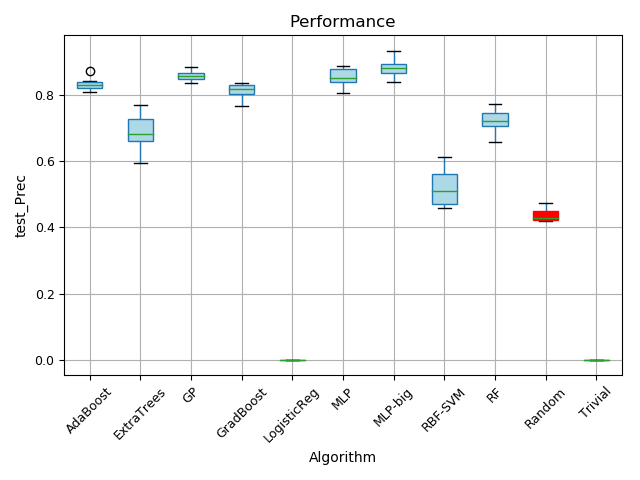 Performance
test_Prec
0.8
0.6
0.4
0.2
0.0
AdaBoost
ExtraTrees
GP
GradBoost
LogisticReg
MLP
MLP-big
RBF-SVM
RF
Random
Trivial
Algorithm